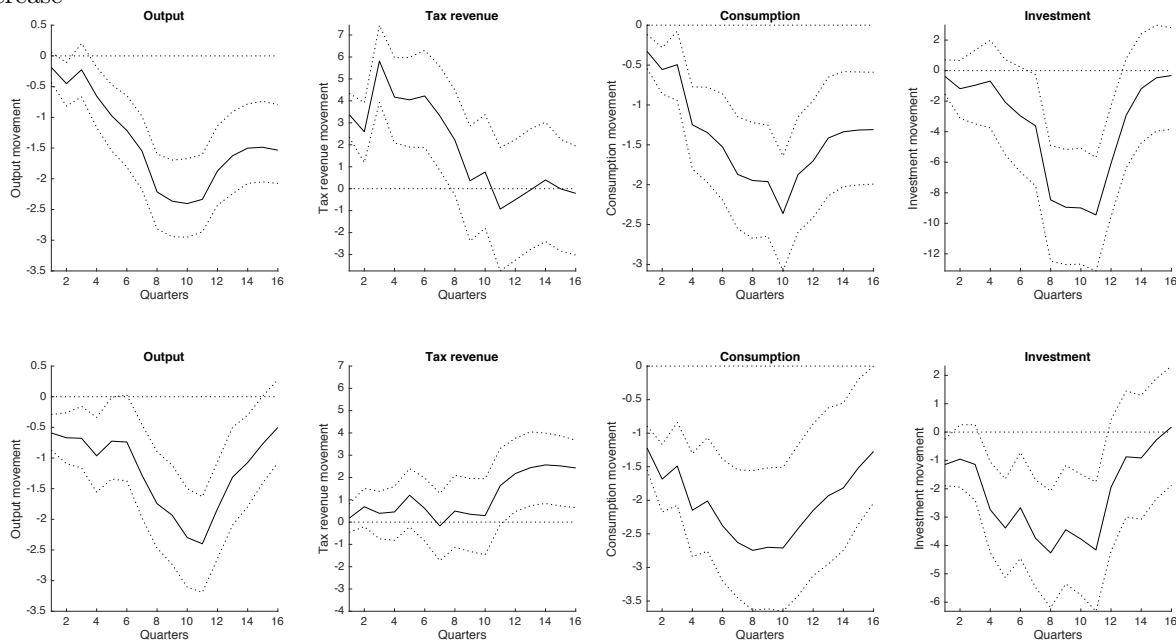 crease
Output
Output movement
0.5
0
-0.5
-1
-1.5
-2
-2.5
-3
-3.5
2 4 6 8 10 12 14 16
Quarters
Tax revenue
Tax revenue movement
7
6
5
4
3
2
1
0
-1
-2
-3
2 4 6 8 10 12 14 16
Quarters
Consumption
Consumption movement
0
-0.5
-1
-1.5
-2
-2.5
-3
2 4 6 8 10 12 14 16
Quarters
Investment
Investment movement
2
0
-2
-4
-6
-8
-10
-12
2 4 6 8 10 12 14 16
Quarters
Output
Output movement
0.5
0
-0.5
-1
-1.5
-2
-2.5
-3
-3.5
2 4 6 8 10 12 14 16
Quarters
Tax revenue
Tax revenue movement
7
6
5
4
3
2
1
0
-1
-2
-3
-4
2 4 6 8 10 12 14 16
Quarters
Consumption
Consumption movement
0
-0.5
-1
-1.5
-2
-2.5
-3
-3.5
2 4 6 8 10 12 14 16
Quarters
Investment
Investment movement
2
1
0
-1
-2
-3
-4
-5
-6
2 4 6 8 10 12 14
Quarters